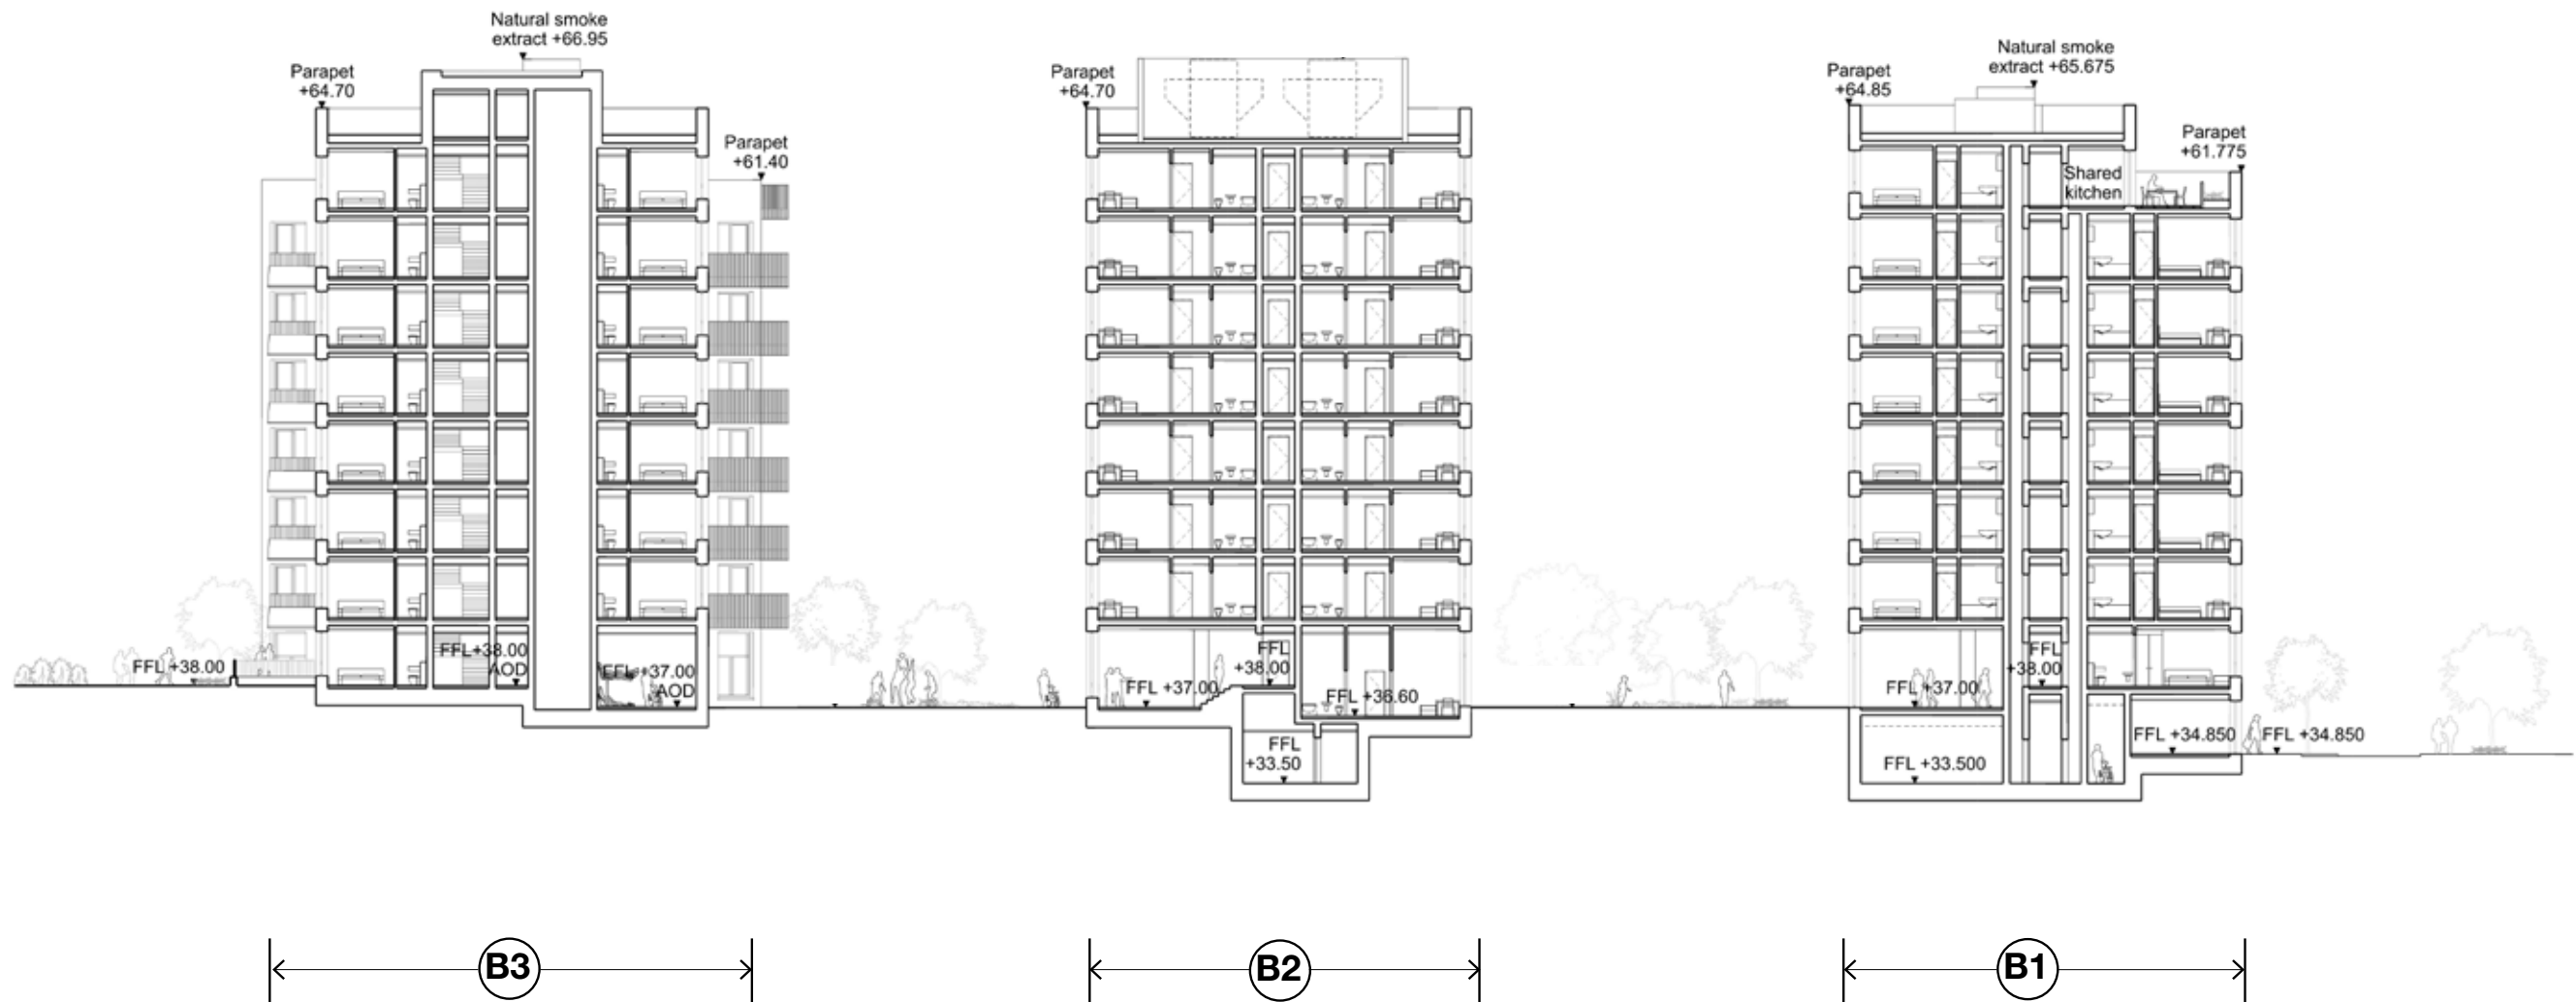 Natural smoke
extract +66.95
Parapet
+64.70
Parapet
+61.40
FFL +38.00
FFL+38.00
AOD
FFL+37.00
AOD
B3
Parapet
+64.70
FFL +37.00
FFL
+38.00
FFL +36.60
FFL
+33.50
B2
Natural smoke
extract +65.675
Parapet
+64.85
Parapet
+61.775
Shared
kitchen
FFL +37.00
FFL
+38.00
FFL +33.500
FFL +34.850
FFL +34.850
B1